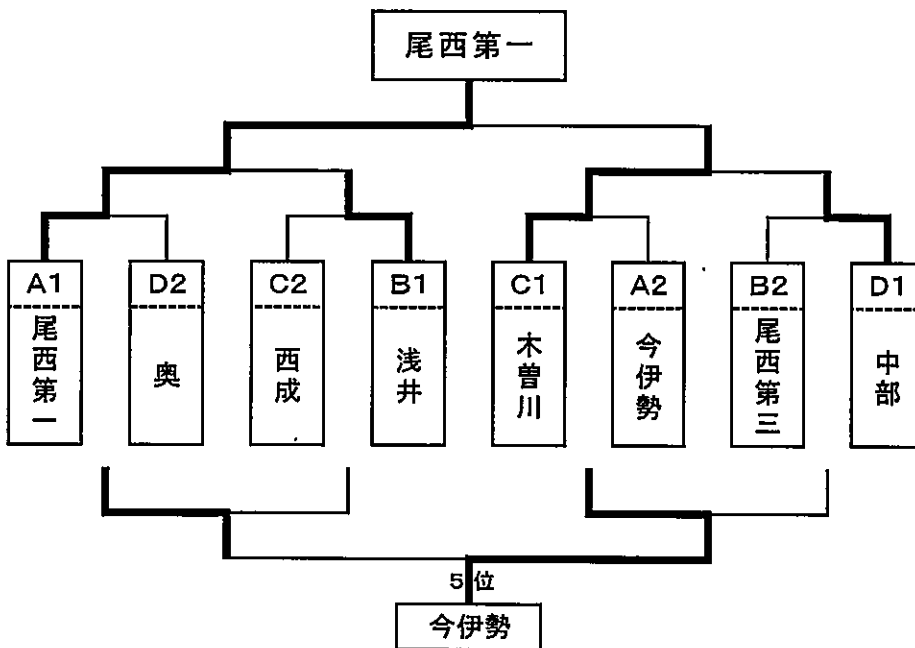 尾西第一
A1 D2 C2 B1 C1 A2 B2 D1
尾西第一 奥 西成 浅井 木曽川 今伊勢 尾西第三 中部
5位
今伊勢